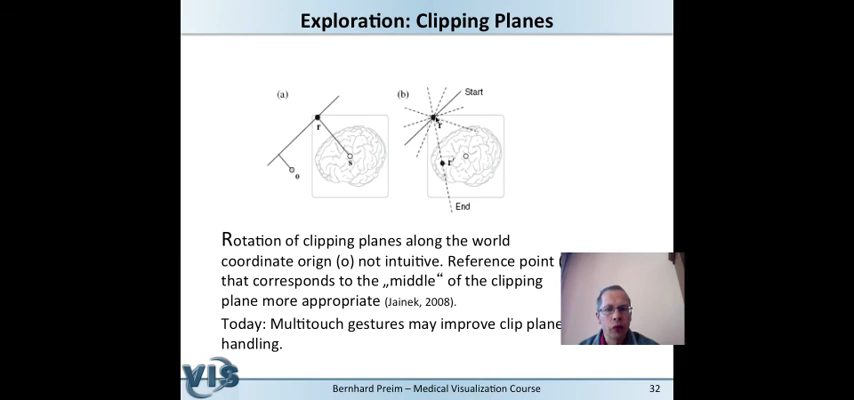 Exploration: Clipping Planes
(a) (b) Start
r r
s r'
o
End
Rotation of clipping planes along the world
coordinate orign (o) not intuitive. Reference point (
that corresponds to the „middle“ of the clipping
plane more appropriate (Jainek, 2008).
Today: Multitouch gestures may improve clip plane
handling.
VIS
Bernhard Preim – Medical Visualization Course 32